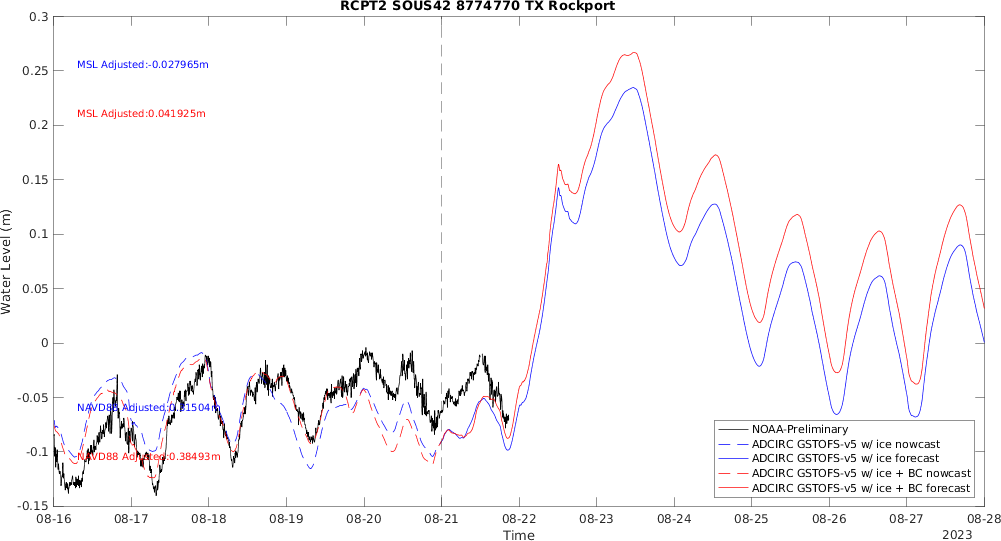 RCPT2 SOUS42 8774770 TX Rockport
0.3
0.25
0.2
0.15
0.1
0.05
0
-0.05
-0.1
-0.15
Water Level (m)
MSL Adjusted:-0.027965m
MSL Adjusted:0.041925m
NAVD88 Adjusted:0.31504m
NAVD88 Adjusted:0.38493m
NOAA-Preliminary
ADCIRC GSTOFS-v5 w/ ice nowcast
ADCIRC GSTOFS-v5 w/ ice forecast
ADCIRC GSTOFS-v5 w/ ice + BC nowcast
ADCIRC GSTOFS-v5 w/ ice + BC forecast
08-16 08-17 08-18 08-19 08-20 08-21 08-22 08-23 08-24 08-25 08-26 08-27 08-28
Time
2023